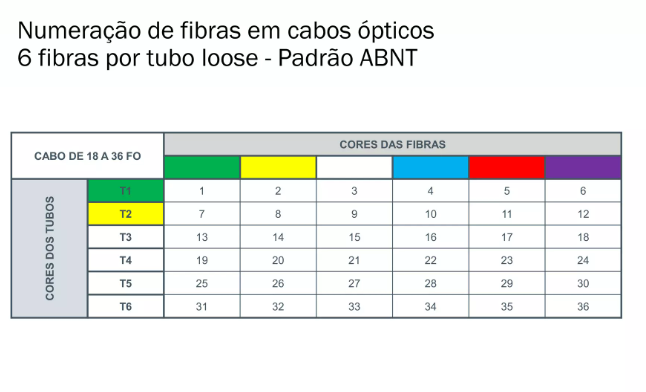 Numeração de fibras em cabos ópticos
6 fibras por tubo loose - Padrão ABNT
CABO DE 18 A 36 FO
CORES DAS FIBRAS
CORES DOS TUBOS
T1 1 2 3 4 5 6
T2 7 8 9 10 11 12
T3 13 14 15 16 17 18
T4 19 20 21 22 23 24
T5 25 26 27 28 29 30
T6 31 32 33 34 35 36